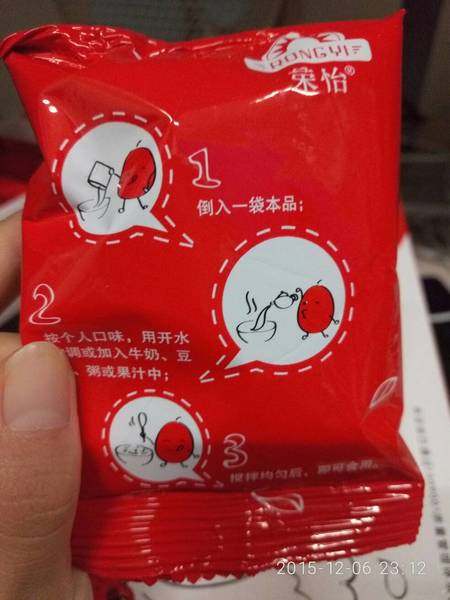 RONGYI
荣怡®
1
倒入一袋本品;
2
按个人口味，用开水
调或加入牛奶、豆
、粥或果汁中;
3
搅拌均匀后，即可食用。
2015-12-06 23:12